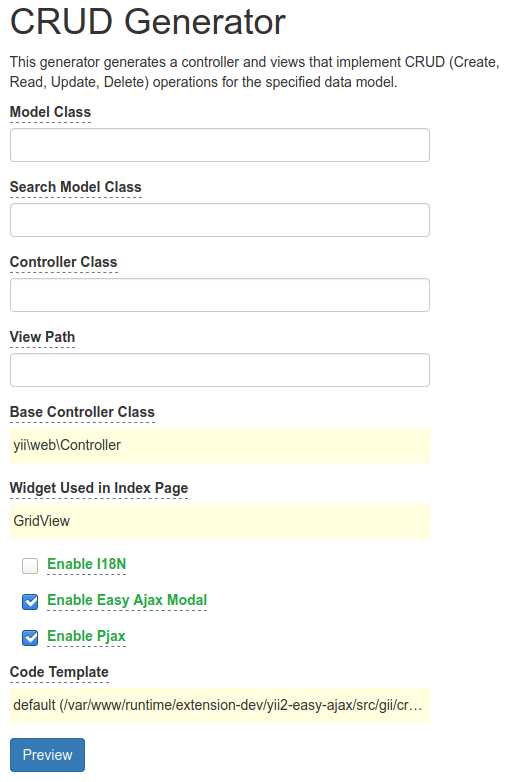 CRUD Generator
This generator generates a controller and views that implement CRUD (Create,
Read, Update, Delete) operations for the specified data model.
Model Class
Search Model Class
Controller Class
View Path
Base Controller Class
yii\web\Controller
Widget Used in Index Page
GridView
Enable I18N
Enable Easy Ajax Modal
Enable Pjax
Code Template
default (/var/www/runtime/extension-dev/yii2-easy-ajax/src/gii/cr…
Preview